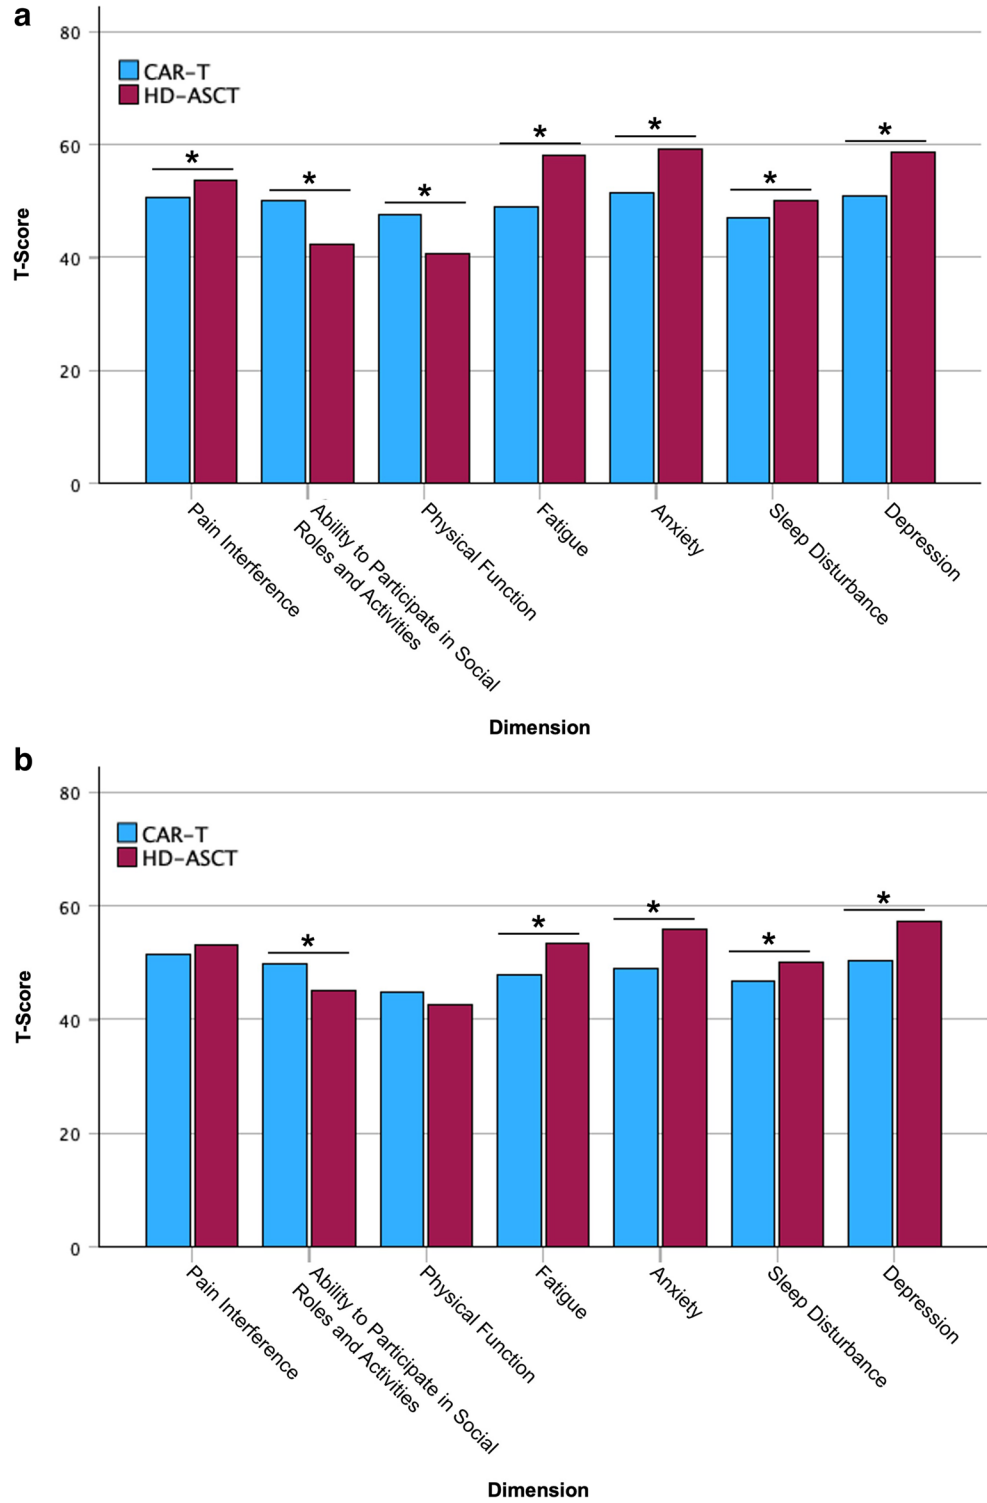 a
80
CAR–T
HD–ASCT
60
40
20
0
T-Score
*
*
*
*
*
*
*
Pain Interference
Ability to Participate in Social
Roles and Activities
Physical Function
Fatigue
Anxiety
Sleep Disturbance
Depression
Dimension
b
80
CAR–T
HD–ASCT
60
40
20
0
T-Score
*
*
*
*
*
Pain Interference
Ability to Participate in Social
Roles and Activities
Physical Function
Fatigue
Anxiety
Sleep Disturbance
Depression
Dimension